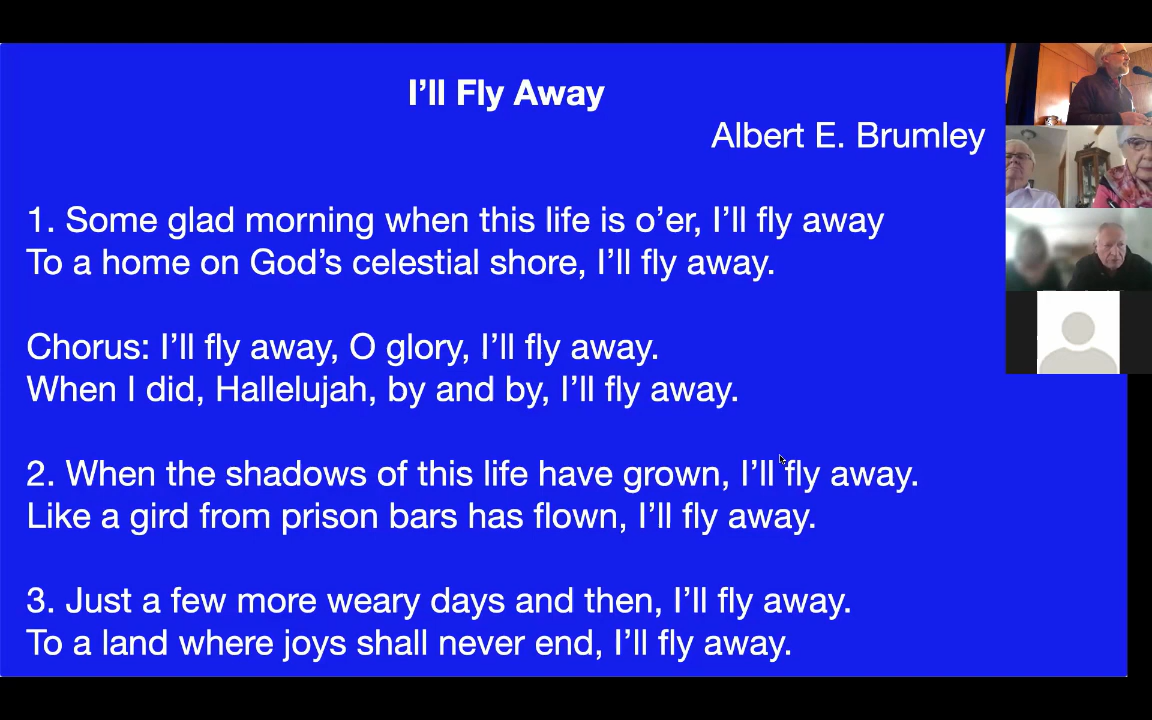 I’ll Fly Away
Albert E. Brumley
1. Some glad morning when this life is o’er, I’ll fly away
To a home on God’s celestial shore, I’ll fly away.
Chorus: I’ll fly away, O glory, I’ll fly away.
When I did, Hallelujah, by and by, I’ll fly away.
2. When the shadows of this life have grown, I’ll fly away.
Like a gird from prison bars has flown, I’ll fly away.
3. Just a few more weary days and then, I’ll fly away.
To a land where joys shall never end, I’ll fly away.